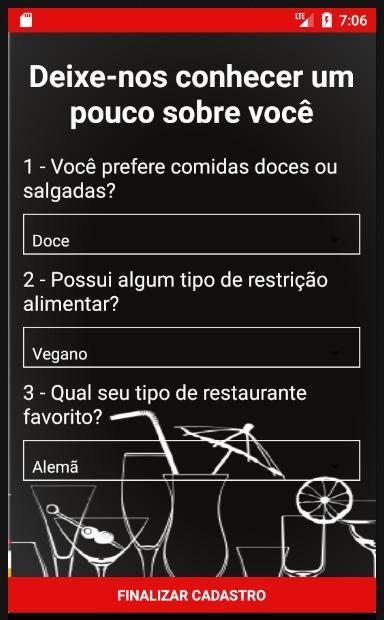 LTE 7:06
Deixe-nos conhecer um
pouco sobre você
1 - Você prefere comidas doces ou
salgadas?
Doce
2 - Possui algum tipo de restrição
alimentar?
Vegano
3 - Qual seu tipo de restaurante
favorito?
Alemã
FINALIZAR CADASTRO